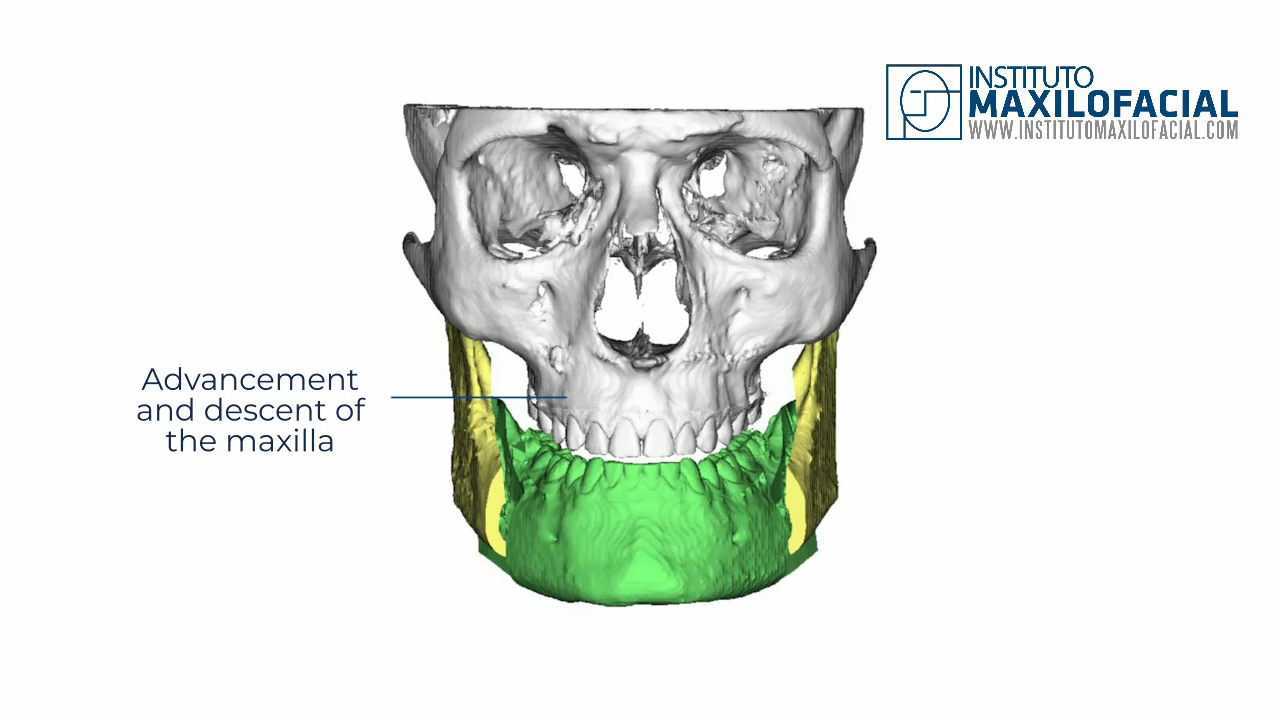 INSTITUTO
MAXILOFACIAL
WWW.INSTITUTOMAXILOFACIAL.COM
Advancement
and descent of
the maxilla